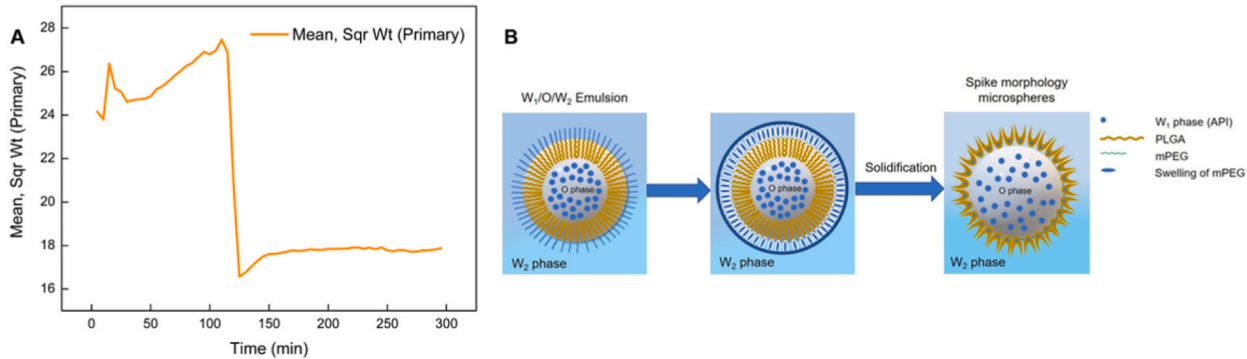 A
Mean, Sqr Wt (Primary)
Mean, Sqr Wt (Primary)
28
26
24
22
20
18
16
0 50 100 150 200 250 300
Time (min)
B
W₁/O/W₂ Emulsion
O phase
W₂ phase
O phase
W₂ phase
Solidification
Spike morphology
microspheres
O phase
W₂ phase
W₁ phase (API)
PLGA
mPEG
Swelling of mPEG